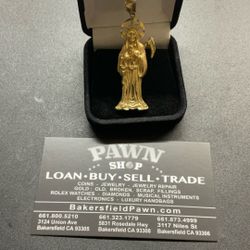 PAWN
SHOP
LOAN • BUY • SELL • TRADE
COINS - JEWELRY - JEWELRY REPAIR
GOLD : OLD, BROKEN, SCRAP, FILLINGS
ROLEX WATCHES - DIAMONDS - MUSICAL INSTRUMENTS
ELECTRONICS - LUXURY HANDBAGS
BakersfieldPawn.com
661.800.5210 661.323.1779 661.873.4999
3124 Union Ave 5831 Rosedale Hwy 3117 Niles St
Bakersfield CA 93305 Bakersfield CA 93308 Bakersfield CA 93306